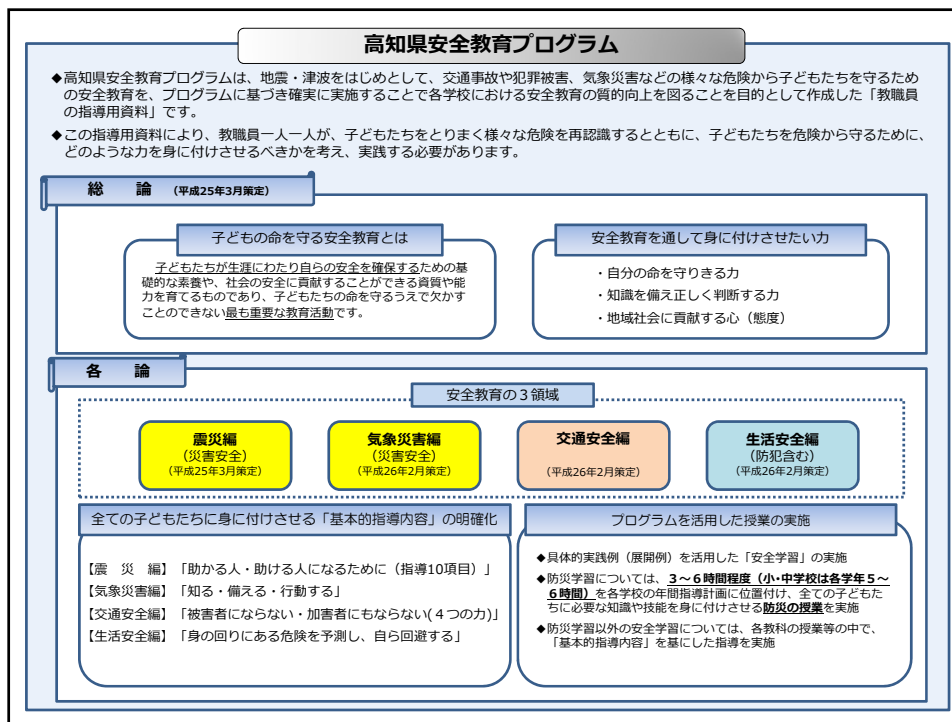 高知県安全教育プログラム
◆高知県安全教育プログラムは、地震・津波をはじめとして、交通事故や犯罪被害、気象災害などの様々な危険から子どもたちを守るため
の安全教育を、プログラムに基づき確実に実施することで各学校における安全教育の質的向上を図ることを目的として作成した「教職員
の指導用資料」です。
◆この指導用資料により、教職員一人一人が、子どもたちをとりまく様々な危険を再認識するとともに、子どもたちを危険から守るために、
どのような力を身に付けさせるべきかを考え、実践する必要があります。
総　論　(平成25年3月策定)
子どもの命を守る安全教育とは
子どもたちが生涯にわたり自らの安全を確保するための基
礎的な素養や、社会の安全に貢献することができる資質や能
力を育てるものであり、子どもたちの命を守るうえで欠かす
ことのできない最も重要な教育活動です。
安全教育を通して身に付けさせたい力
・自分の命を守りきる力
・知識を備え正しく判断する力
・地域社会に貢献する心（態度）
各　論
安全教育の３領域
震災編
(災害安全)
(平成25年3月策定)
気象災害編
(災害安全)
(平成26年2月策定)
交通安全編
(平成26年2月策定)
生活安全編
(防犯含む)
(平成26年2月策定)
全ての子どもたちに身に付けさせる「基本的指導内容」の明確化
【震　災　編】「助かる人・助ける人になるために（指導10項目）」
【気象災害編】「知る・備える・行動する」
【交通安全編】「被害者にならない・加害者にもならない(４つの力)」
【生活安全編】「身の回りにある危険を予測し、自ら回避する」
プログラムを活用した授業の実施
◆具体的実践例（展開例）を活用した「安全学習」の実施
◆防災学習については、３～６時間程度（小・中学校は各学年５～
６時間）を各学校の年間指導計画に位置付け、全ての子どもた
ちに必要な知識や技能を身に付けさせる防災の授業を実施
◆防災学習以外の安全学習については、各教科の授業等の中で、
「基本的指導内容」を基にした指導を実施